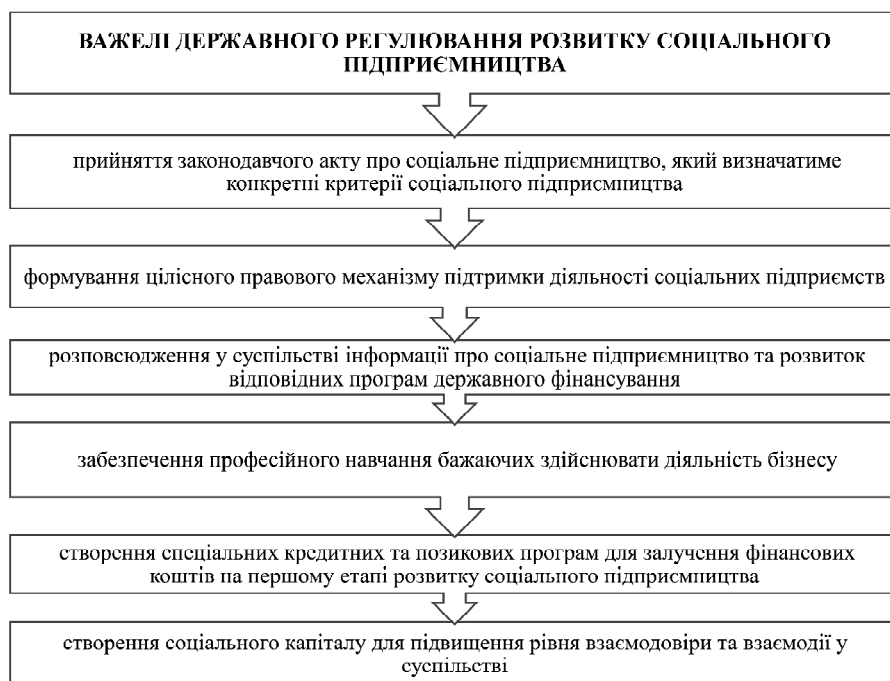 ВАЖЕЛІ ДЕРЖАВНОГО РЕГУЛЮВАННЯ РОЗВИТКУ СОЦІАЛЬНОГО
ПІДПРИЄМНИЦТВА
прийняття законодавчого акту про соціальне підприємництво, який визначатиме
конкретні критерії соціального підприємництва
формування цілісного правового механізму підтримки діяльності соціальних підприємств
розповсюдження у суспільстві інформації про соціальне підприємництво та розвиток
відповідних програм державного фінансування
забезпечення професійного навчання бажаючих здійснювати діяльність бізнесу
створення спеціальних кредитних та позикових програм для залучення фінансових
коштів на першому етапі розвитку соціального підприємництва
створення соціального капіталу для підвищення рівня взаємодовіри та взаємодії у
суспільстві